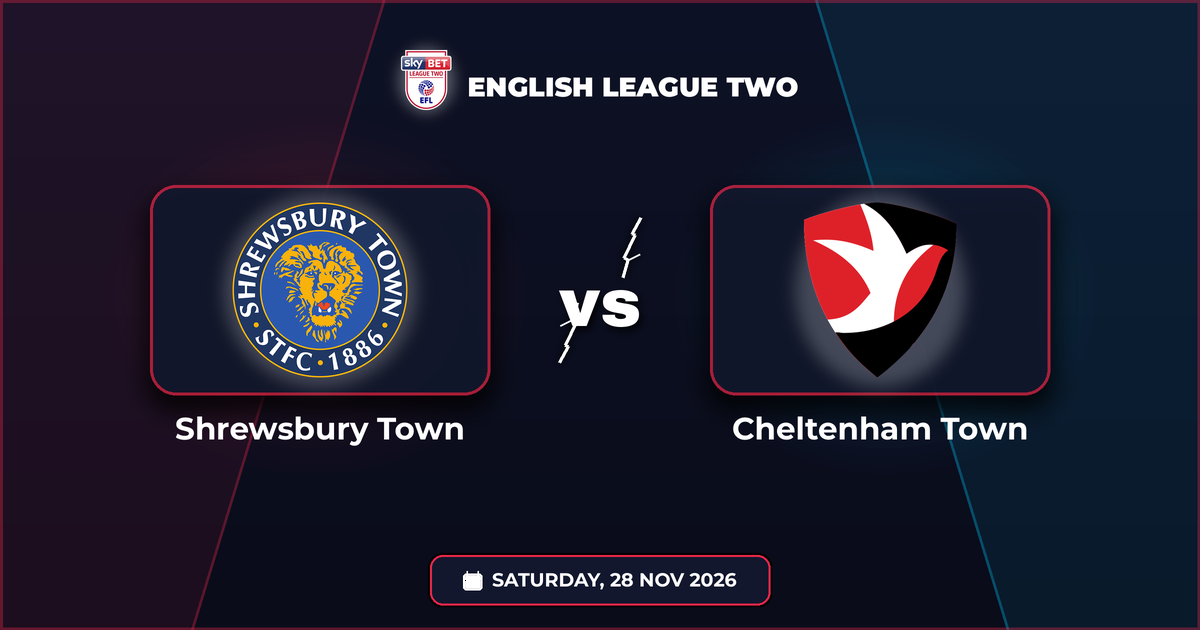 sky BET
LEAGUE TWO
EFL
ENGLISH LEAGUE TWO
SHREWSBURY TOWN
STFC · 1886
VS
Shrewsbury Town
Cheltenham Town
SATURDAY, 28 NOV 2026